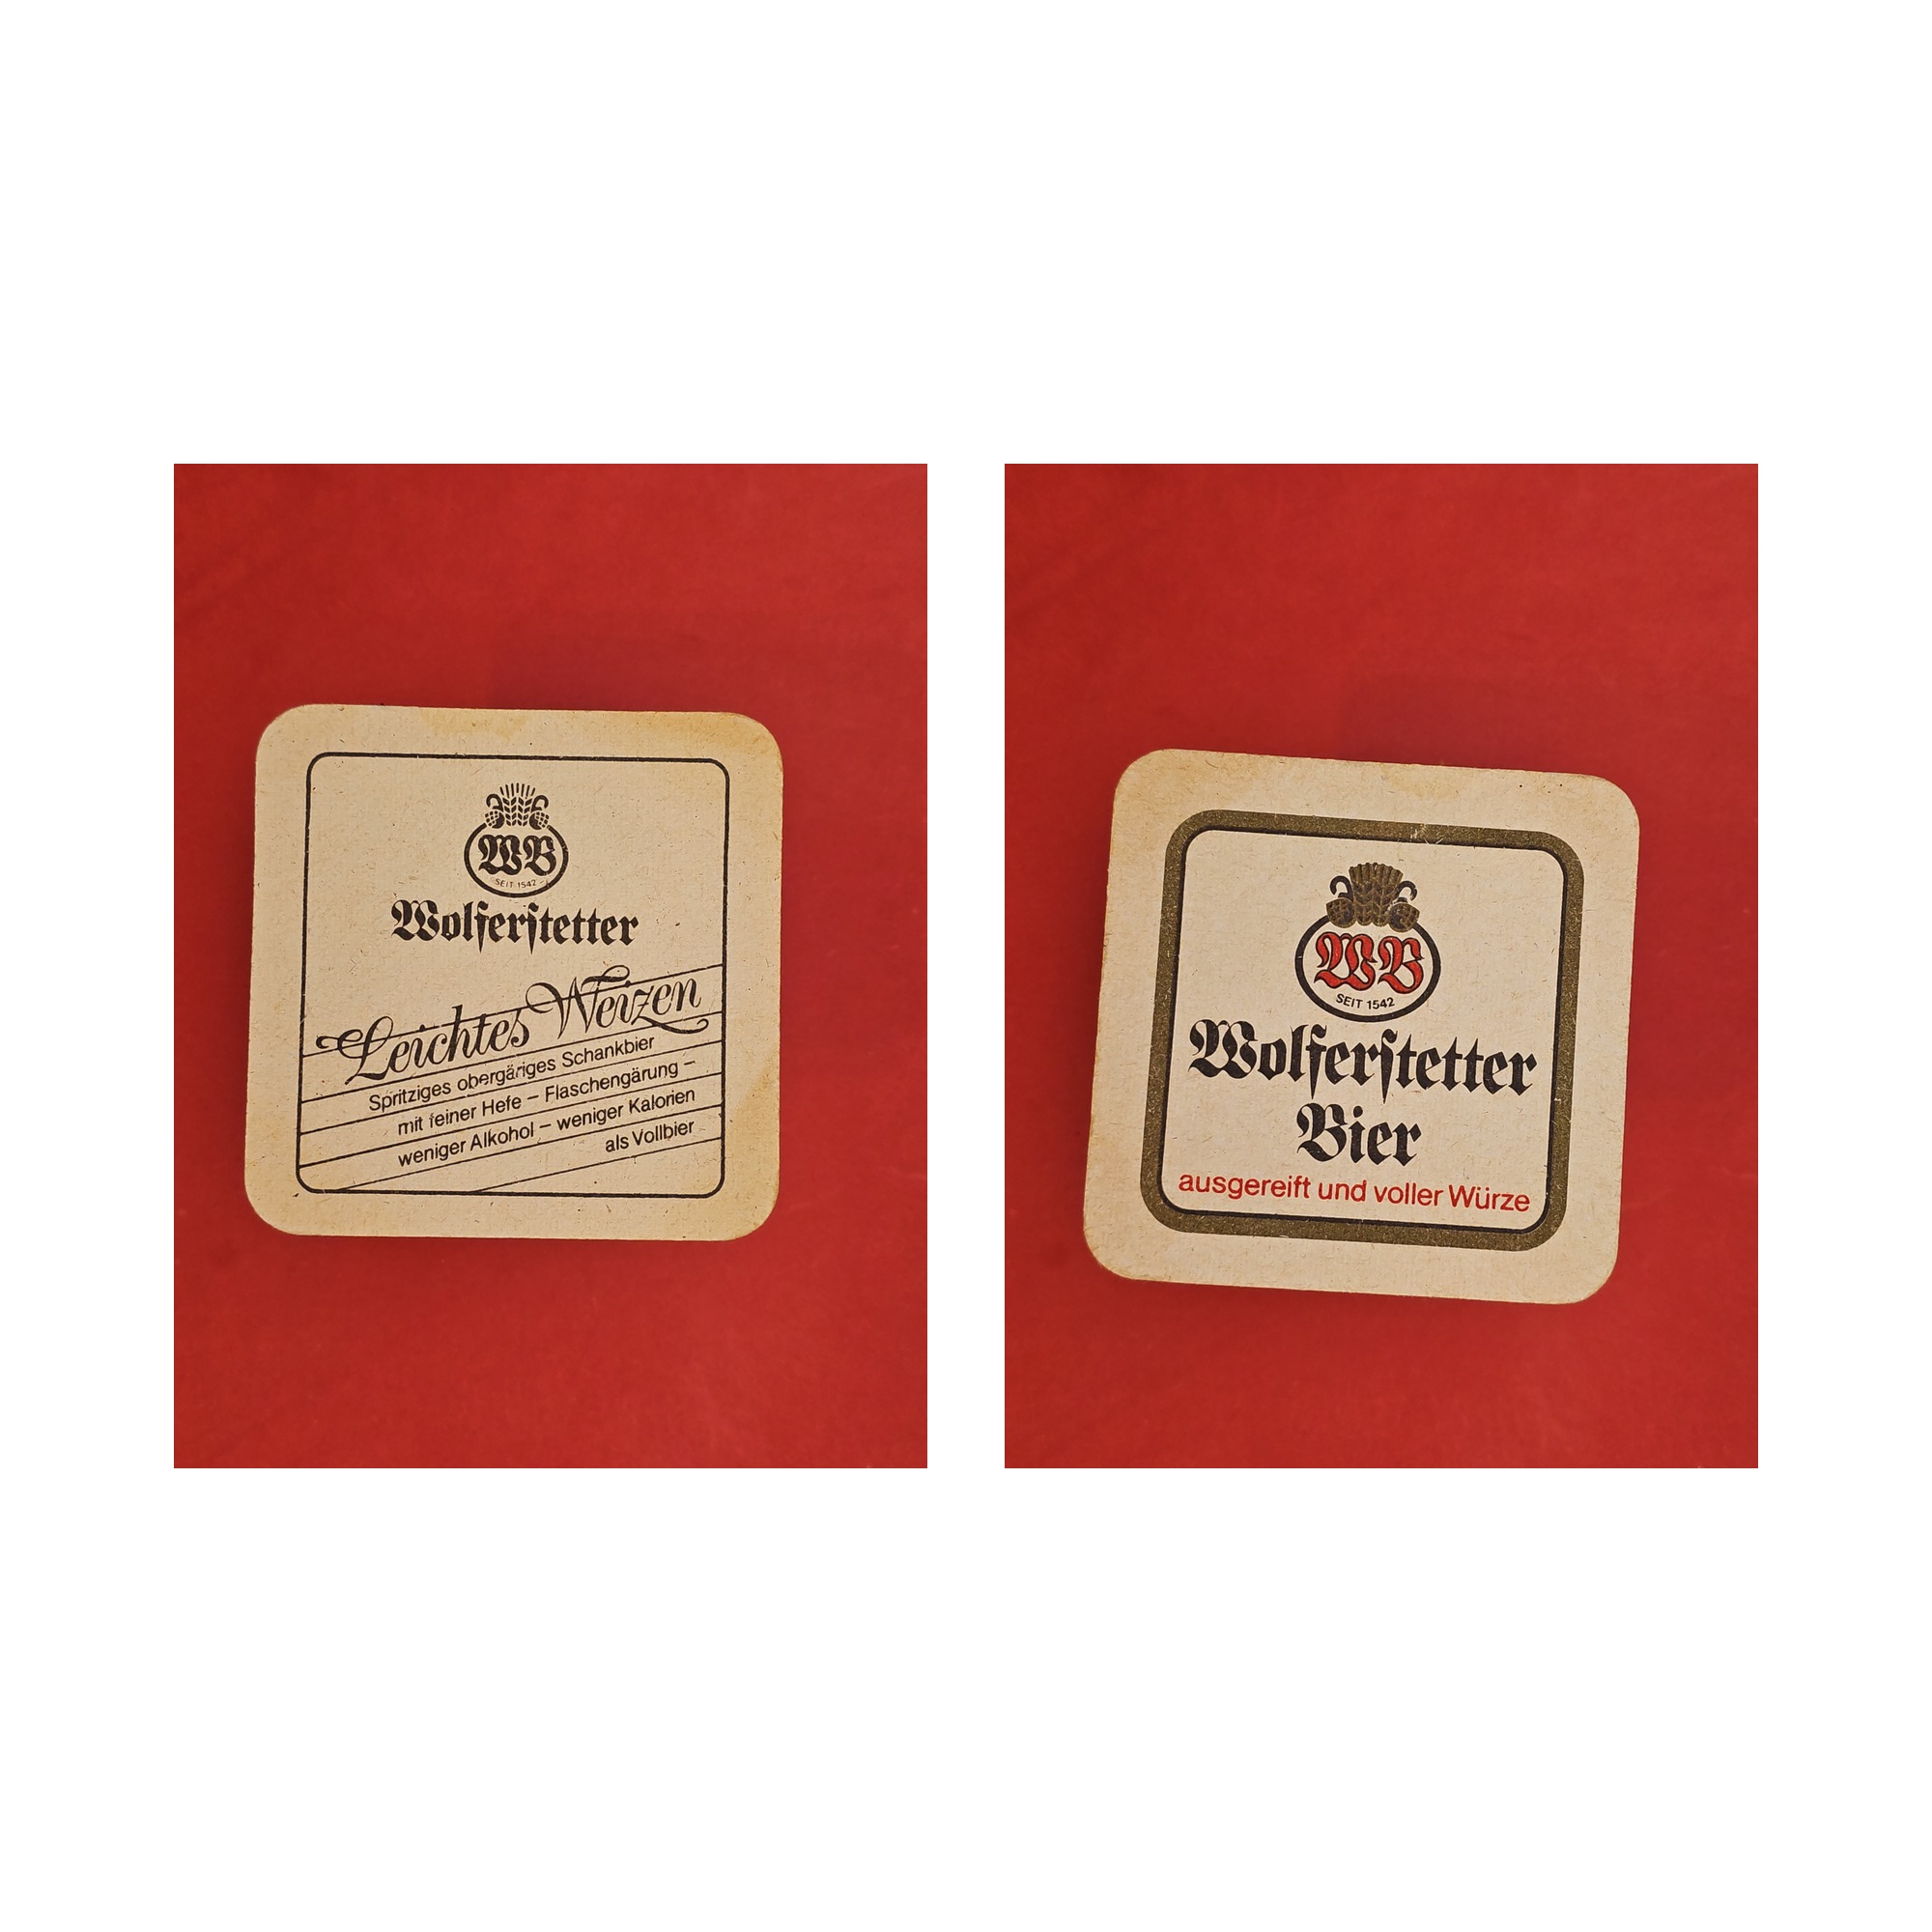 WB
SEIT 1542
Wolferstetter
Leichtes Weizen
Spritziges obergäriges Schankbier
mit feiner Hefe – Flaschengärung –
weniger Alkohol – weniger Kalorien
als Vollbier
WB
SEIT 1542
Wolferstetter
Bier
ausgereift und voller Würze